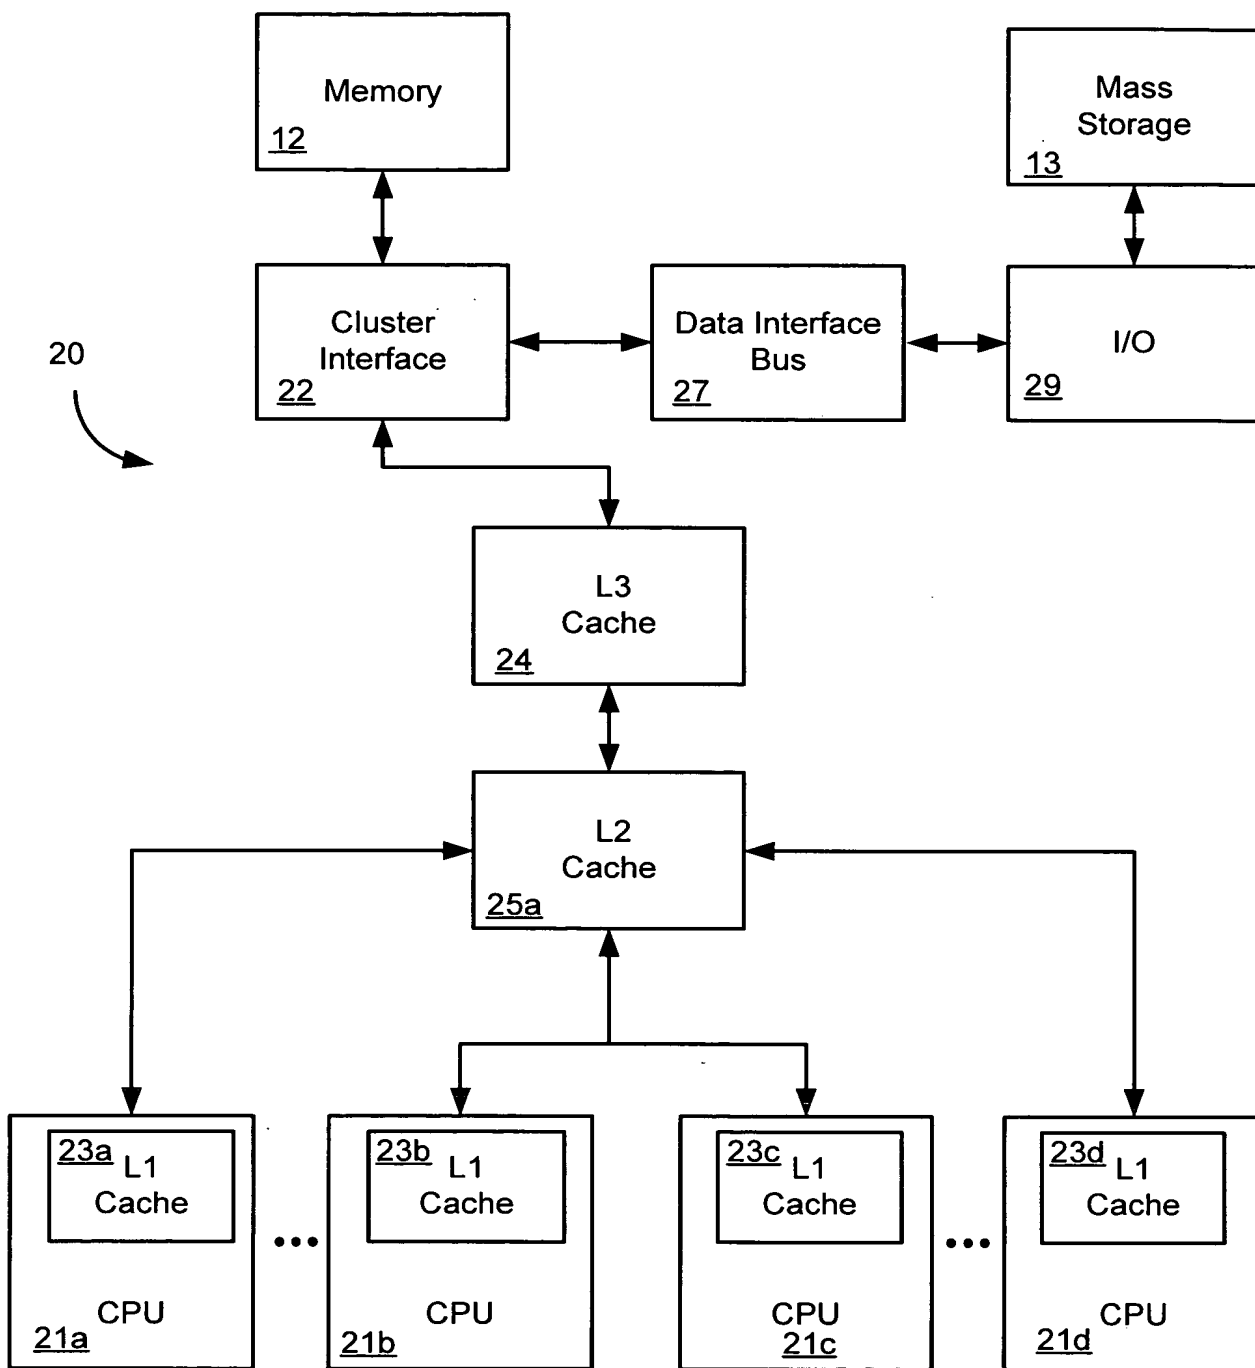 Memory
12
Mass
Storage
13
Cluster
Interface
22
Data Interface
Bus
27
I/O
29
20
L3
Cache
24
L2
Cache
25a
23a
L1
Cache
CPU
21a
23b
L1
Cache
CPU
21b
23c
L1
Cache
CPU
21c
23d
L1
Cache
CPU
21d